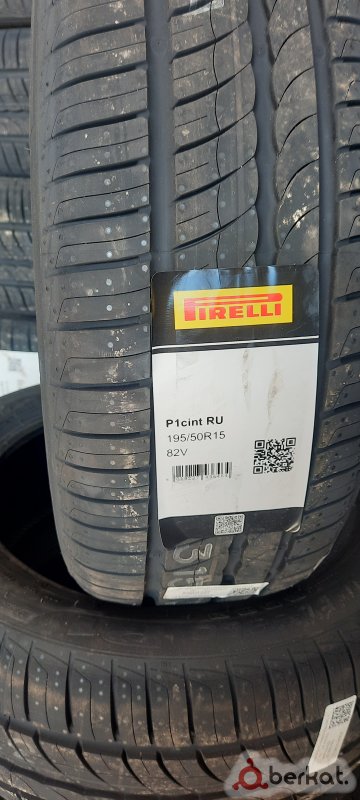 PIRELLI
P1cint RU
195/50R15
82V
berkat.